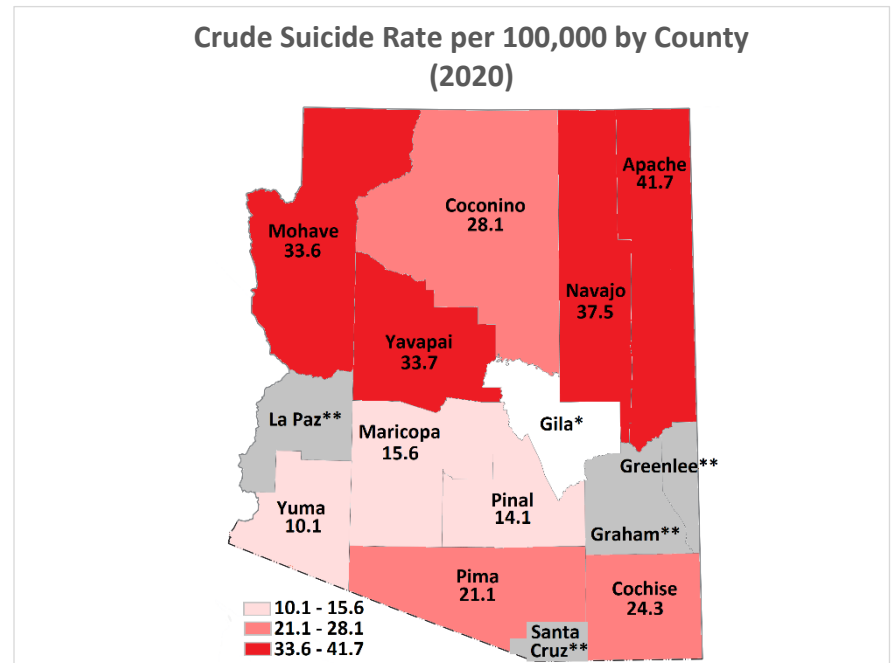 Crude Suicide Rate per 100,000 by County
(2020)
Apache
41.7
Coconino
28.1
Mohave
33.6
Navajo
37.5
Yavapai
33.7
La Paz**
Gila*
Maricopa
15.6
Greenlee**
Yuma
10.1
Pinal
14.1
Graham**
Pima
21.1
Cochise
24.3
10.1 - 15.6
21.1 - 28.1
33.6 - 41.7
Santa
Cruz**